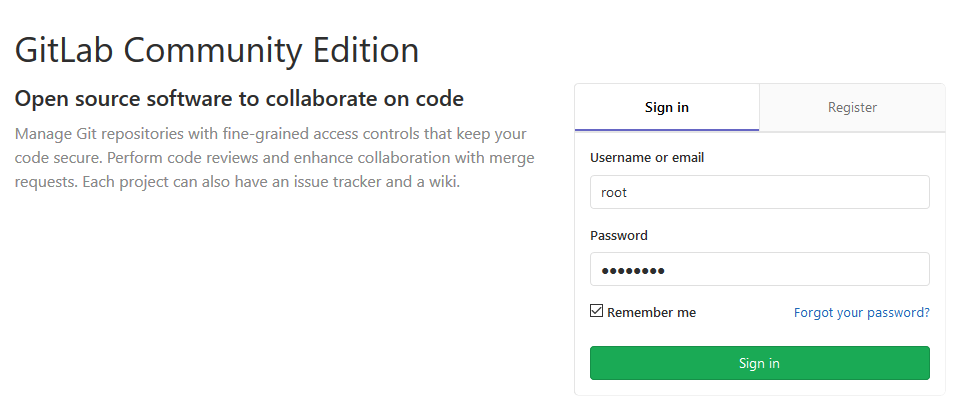 GitLab Community Edition
Open source software to collaborate on code
Manage Git repositories with fine-grained access controls that keep your
code secure. Perform code reviews and enhance collaboration with merge
requests. Each project can also have an issue tracker and a wiki.
Sign in
Register
Username or email
root
Password
••••••••
Remember me
Forgot your password?
Sign in